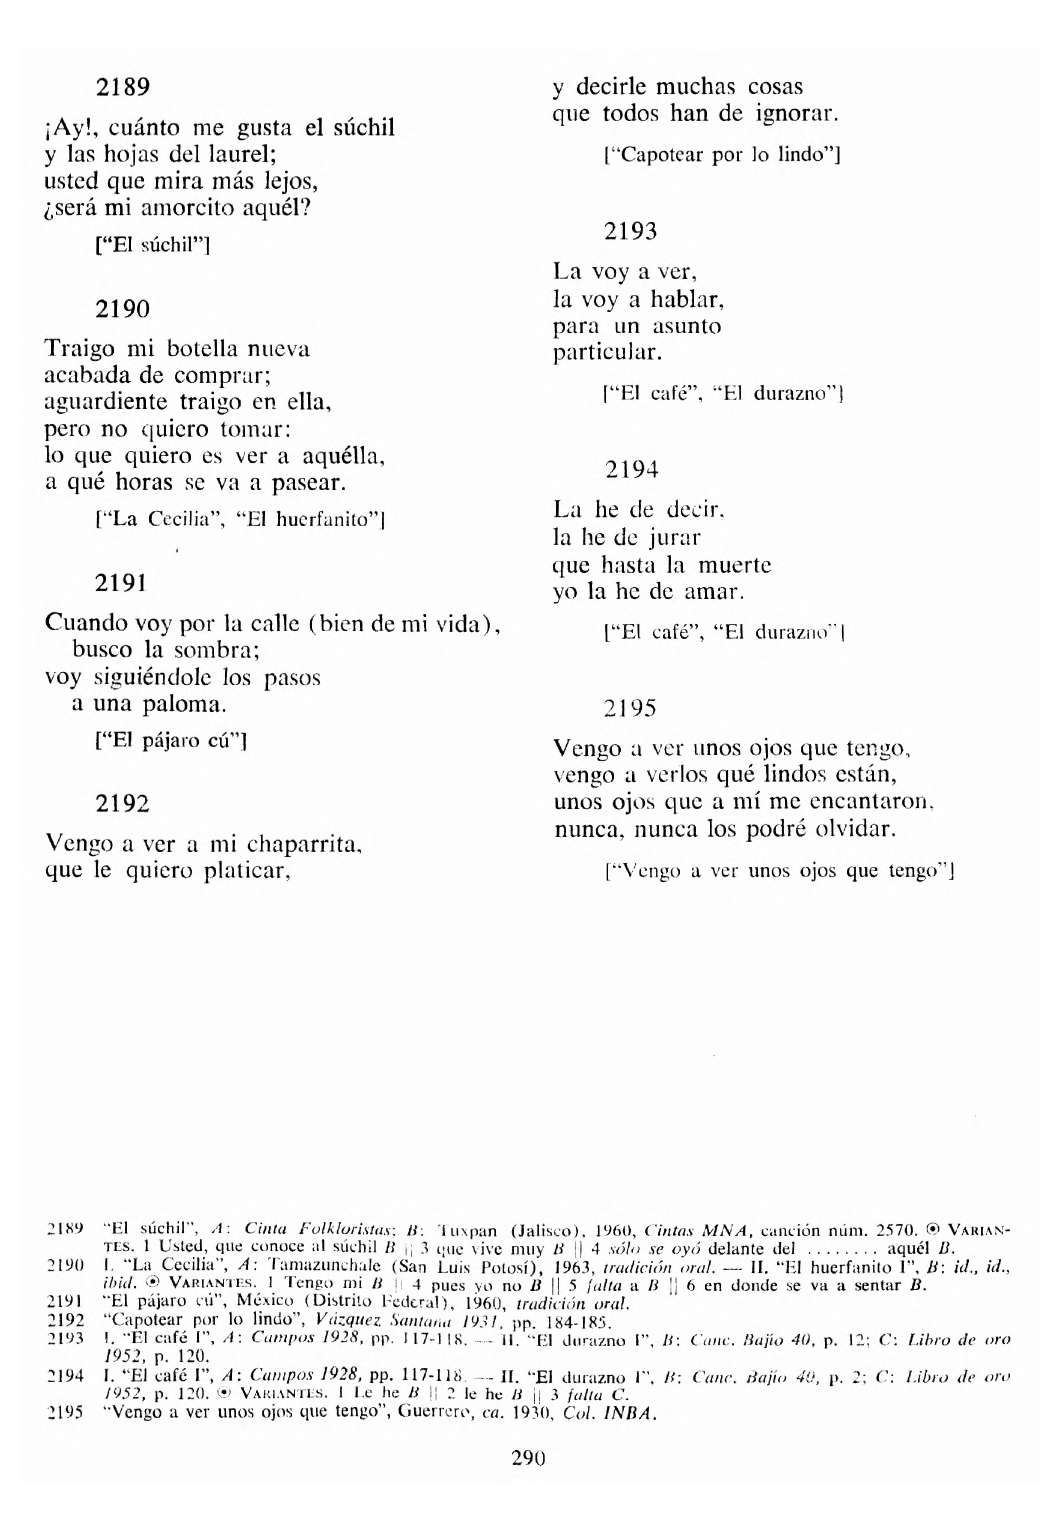 2189
¡Ay!, cuánto me gusta el súchil
y las hojas del laurel;
usted que mira más lejos,
¿será mi amorcito aquél?
["El súchil"]
2190
Traigo mi botella nueva
acabada de comprar;
aguardiente traigo en ella,
pero no quiero tomar:
lo que quiero es ver a aquélla,
a qué horas se va a pasear.
["La Cecilia", "El huerfanito"]
2191
Cuando voy por la calle (bien de mi vida),
busco la sombra;
voy siguiéndole los pasos
a una paloma.
["El pájaro cú"]
2192
Vengo a ver a mi chaparrita,
que le quiero platicar,
y decirle muchas cosas
que todos han de ignorar.
["Capotear por lo lindo"]
2193
La voy a ver,
la voy a hablar,
para un asunto
particular.
["El café", "El durazno"]
2194
La he de decir,
la he de jurar
que hasta la muerte
yo la he de amar.
["El café", "El durazno"]
2195
Vengo a ver unos ojos que tengo,
vengo a verlos qué lindos están,
unos ojos que a mí me encantaron,
nunca, nunca los podré olvidar.
["Vengo a ver unos ojos que tengo"]
2189 "El súchil", A: Cinta Folkloristas; B: Tuxpan (Jalisco), 1960, Cintas MNA, canción núm. 2570. ⊙ VARIAN-
TES. 1 Usted, que conoce al súchil B || 3 que vive muy B || 4 sólo se oyó delante del ........ aquél B.
2190 I. "La Cecilia", A: Tamazunchale (San Luis Potosí), 1963, tradición oral. — II. "El huerfanito I", B: id., id.,
ibid. ⊙ VARIANTES. 1 Tengo mi B || 4 pues yo no B || 5 falta a B || 6 en donde se va a sentar B.
2191 "El pájaro cú", México (Distrito Federal), 1960, tradición oral.
2192 "Capotear por lo lindo", Vázquez Santana 1931, pp. 184-185.
2193 I. "El café I", A: Campos 1928, pp. 117-118. — II. "El durazno I", B: Canc. Bajío 40, p. 12; C: Libro de oro
1952, p. 120.
2194 I. "El café I", A: Campos 1928, pp. 117-118. — II. "El durazno I", B: Canc. Bajío 40, p. 2; C: Libro de oro
1952, p. 120. ⊙ VARIANTES. 1 Le he B || 2 le he B || 3 falta C.
2195 "Vengo a ver unos ojos que tengo", Guerrero, ca. 1930, Col. INBA.
290